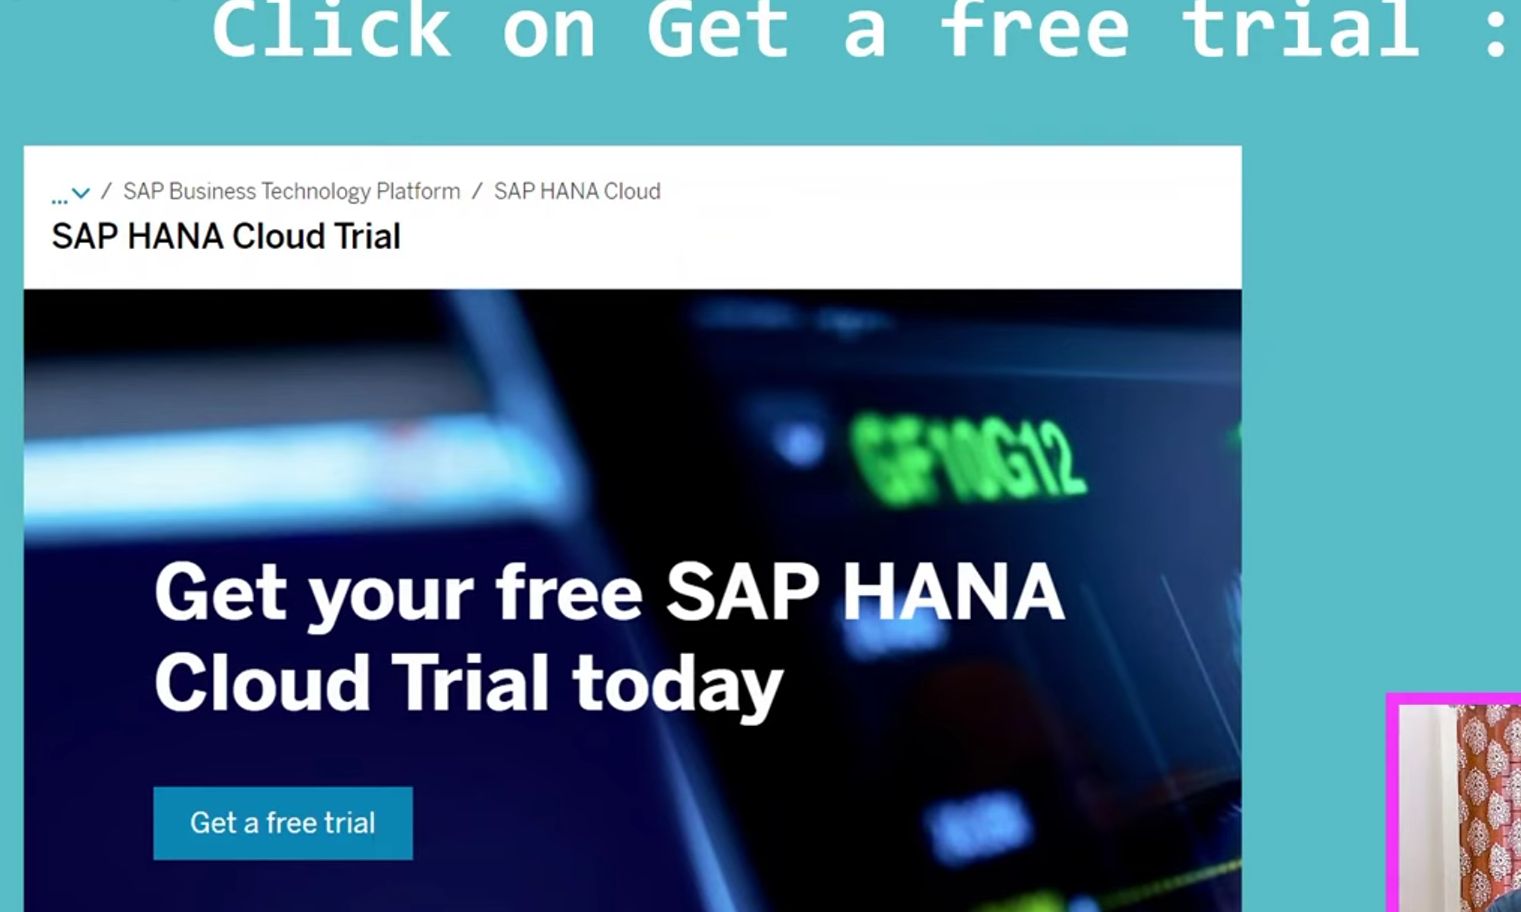 Click on Get a free trial :
... / SAP Business Technology Platform / SAP HANA Cloud
SAP HANA Cloud Trial
GF10G12
Get your free SAP HANA
Cloud Trial today
Get a free trial